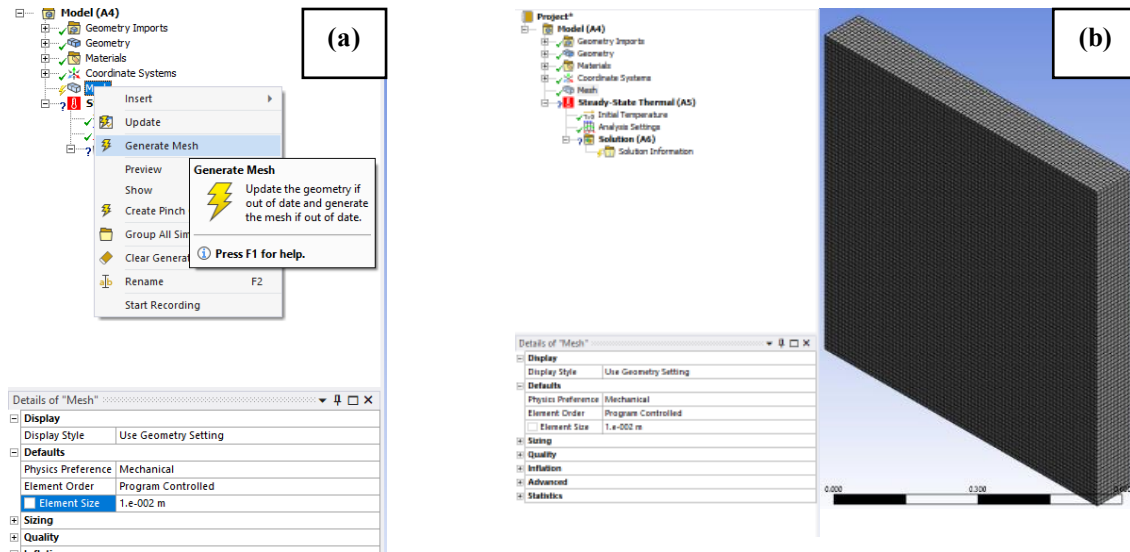 Model (A4)
Geometry Imports
Geometry
Materials
Coordinate Systems
S
Insert
Update
Generate Mesh
Preview
Show
Create Pinch
Group All Sim
Clear Generat
Rename F2
Start Recording
Generate Mesh
Update the geometry if
out of date and generate
the mesh if out of date.
Press F1 for help.
(a)
Details of "Mesh"
Display
Display Style Use Geometry Setting
Defaults
Physics Preference Mechanical
Element Order Program Controlled
Element Size 1.e-002 m
Sizing
Quality
Project*
Model (A4)
Geometry Imports
Geometry
Materials
Coordinate Systems
Mesh
Steady-State Thermal (A5)
Initial Temperature
Analysis Settings
Solution (A6)
Solution Information
(b)
Details of "Mesh"
Display
Display Style Use Geometry Setting
Defaults
Physics Preference Mechanical
Element Order Program Controlled
Element Size 1.e-002 m
Sizing
Quality
Inflation
Advanced
Statistics
0.000 0.300